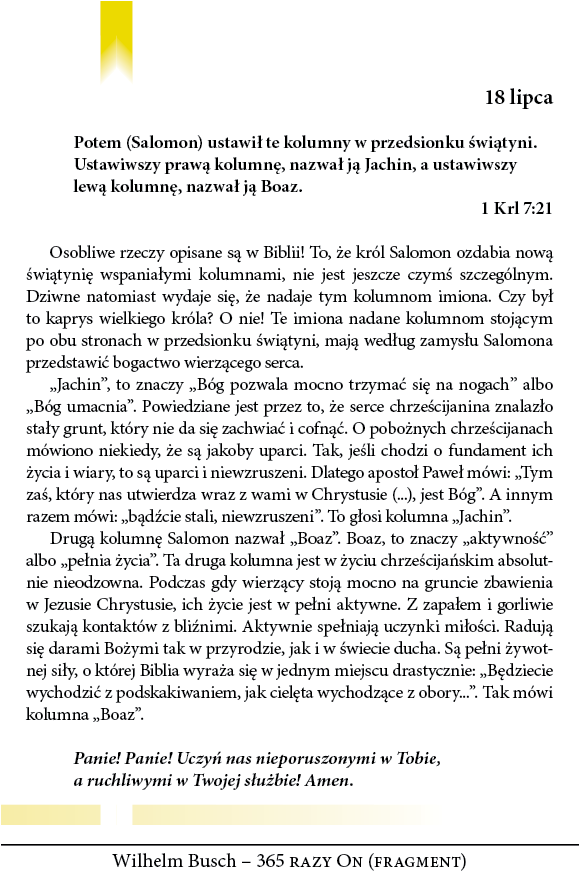 18 lipca
Potem (Salomon) ustawił te kolumny w przedsionku świątyni.
Ustawiwszy prawą kolumnę, nazwał ją Jachin, a ustawiwszy
lewą kolumnę, nazwał ją Boaz.
1 Krl 7:21
Osobliwe rzeczy opisane są w Biblii! To, że król Salomon ozdabia nową
świątynię wspaniałymi kolumnami, nie jest jeszcze czymś szczególnym.
Dziwne natomiast wydaje się, że nadaje tym kolumnom imiona. Czy był
to kaprys wielkiego króla? O nie! Te imiona nadane kolumnom stojącym
po obu stronach w przedsionku świątyni, mają według zamysłu Salomona
przedstawić bogactwo wierzącego serca.
„Jachin”, to znaczy „Bóg pozwala mocno trzymać się na nogach” albo
„Bóg umacnia”. Powiedziane jest przez to, że serce chrześcijanina znalazło
stały grunt, który nie da się zachwiać i cofnąć. O pobożnych chrześcijanach
mówiono niekiedy, że są jakoby uparci. Tak, jeśli chodzi o fundament ich
życia i wiary, to są uparci i niewzruszeni. Dlatego apostoł Paweł mówi: „Tym
zaś, który nas utwierdza wraz z wami w Chrystusie (...), jest Bóg”. A innym
razem mówi: „bądźcie stali, niewzruszeni”. To głosi kolumna „Jachin”.
Drugą kolumnę Salomon nazwał „Boaz”. Boaz, to znaczy „aktywność”
albo „pełnia życia”. Ta druga kolumna jest w życiu chrześcijańskim absolut-
nie nieodzowna. Podczas gdy wierzący stoją mocno na gruncie zbawienia
w Jezusie Chrystusie, ich życie jest w pełni aktywne. Z zapałem i gorliwie
szukają kontaktów z bliźnimi. Aktywnie spełniają uczynki miłości. Radują
się darami Bożymi tak w przyrodzie, jak i w świecie ducha. Są pełni żywot-
nej siły, o której Biblia wyraża się w jednym miejscu drastycznie: „Będziecie
wychodzić z podskakiwaniem, jak cielęta wychodzące z obory...”. Tak mówi
kolumna „Boaz”.
Panie! Panie! Uczyń nas nieporuszonymi w Tobie,
a ruchliwymi w Twojej służbie! Amen.
Wilhelm Busch – 365 razy On (fragment)